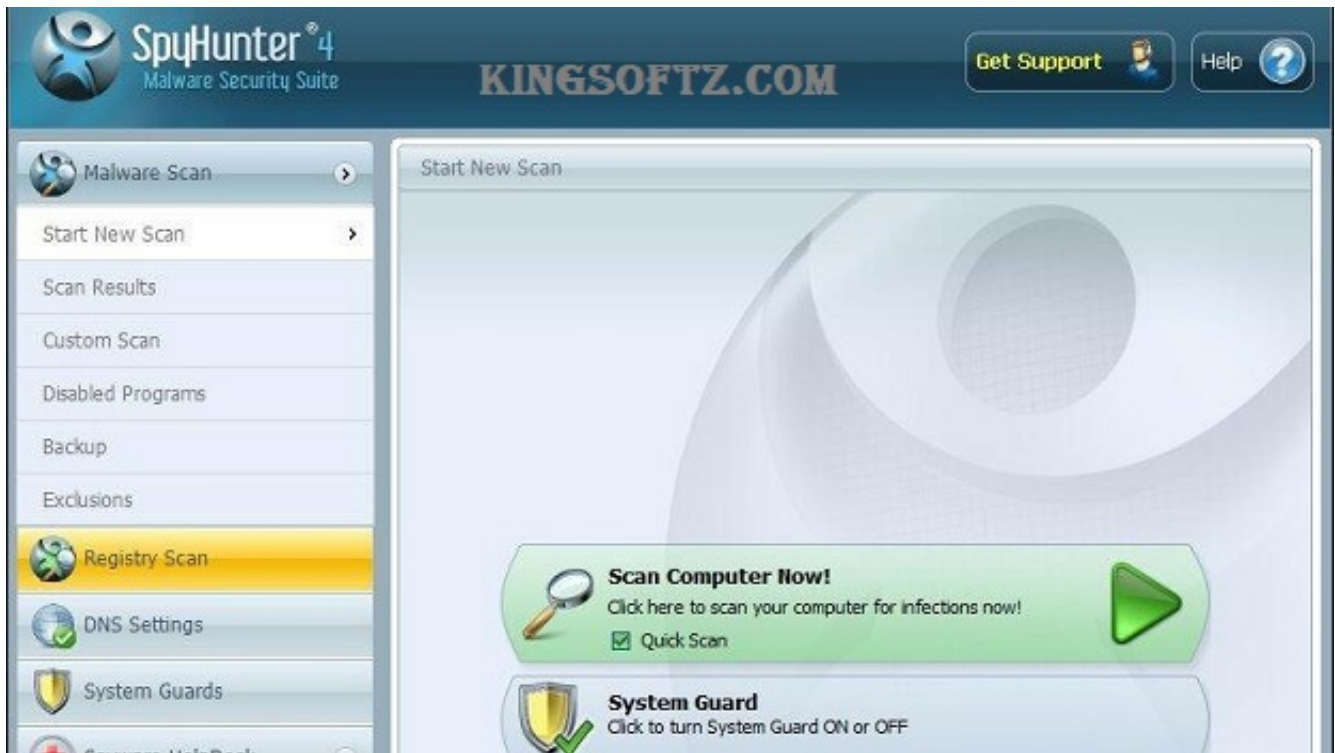 SpyHunter®4
Malware Security Suite
KINGSOFTZ.COM
Get Support
Help
Malware Scan
Start New Scan
Scan Results
Custom Scan
Disabled Programs
Backup
Exclusions
Registry Scan
DNS Settings
System Guards
Spyware HelpDesk
Start New Scan
Scan Computer Now!
Click here to scan your computer for infections now!
Quick Scan
System Guard
Click to turn System Guard ON or OFF